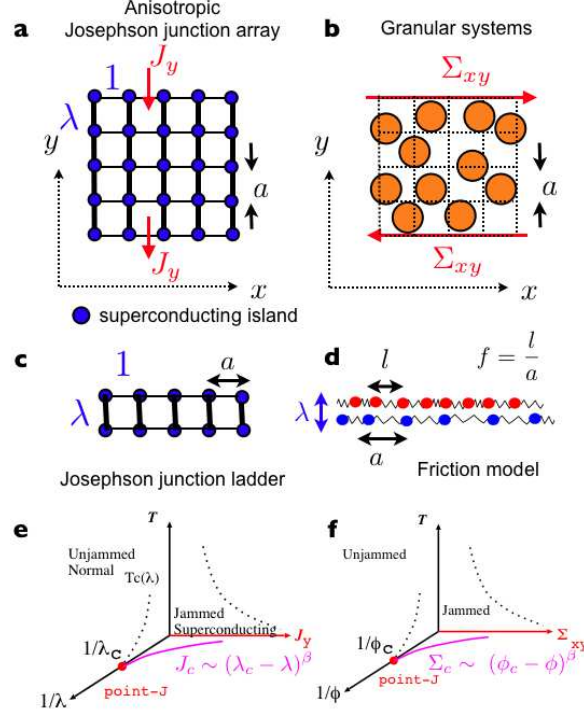 a
Anisotropic
Josephson junction array
b
Granular systems
1
J_y
λ
y
a
J_y
x
superconducting island
Σ_xy
y
a
Σ_xy
x
c
1
λ
a
Josephson junction ladder
d
l
f = l/a
λ
a
Friction model
e
T
Unjammed
Normal
Tc(λ)
Jammed
Superconducting
J_y
1/λ_C
J_c ~ (λ_c − λ)^β
point-J
1/λ
f
T
Unjammed
Jammed
Σ_xy
1/ϕ_C
Σ_c ~ (ϕ_c − ϕ)^β
point-J
1/ϕ